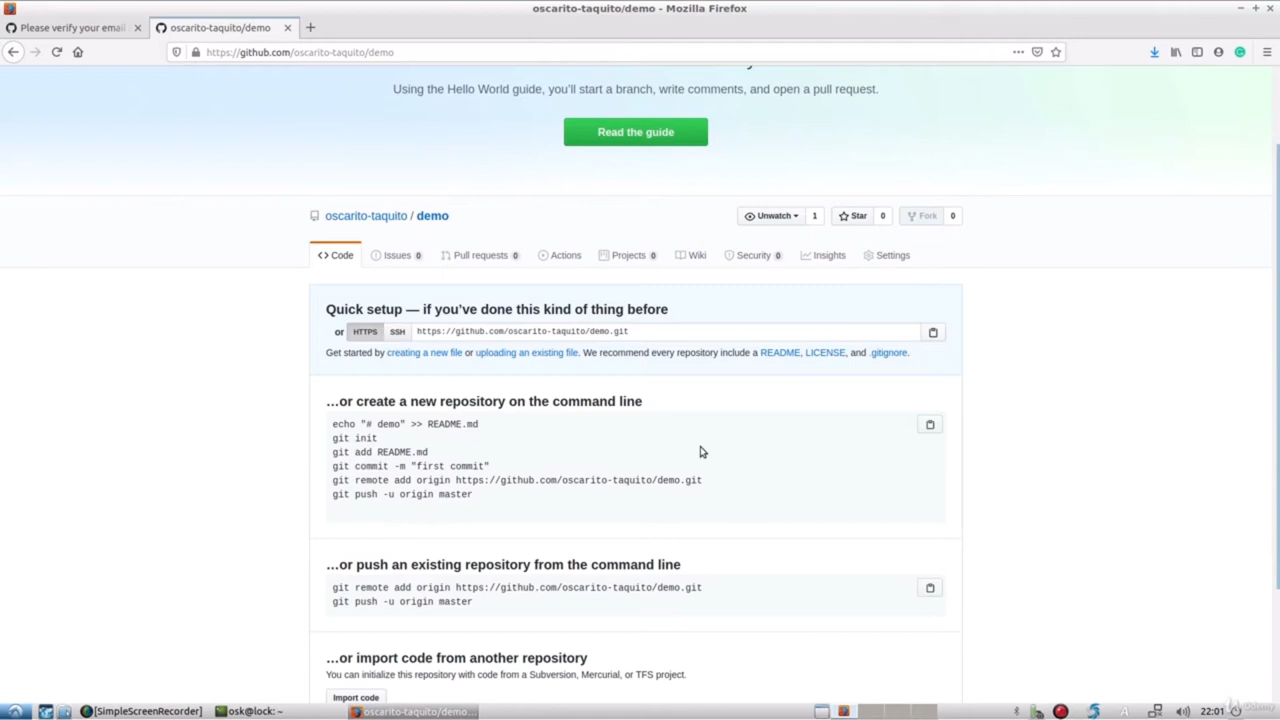 oscarito-taquito/demo - Mozilla Firefox
Please verify your email
oscarito-taquito/demo
https://github.com/oscarito-taquito/demo
Using the Hello World guide, you'll start a branch, write comments, and open a pull request.
Read the guide
oscarito-taquito / demo
Unwatch 1 Star 0 Fork 0
Code Issues 0 Pull requests 0 Actions Projects 0 Wiki Security 0 Insights Settings
Quick setup — if you've done this kind of thing before
or HTTPS SSH https://github.com/oscarito-taquito/demo.git
Get started by creating a new file or uploading an existing file. We recommend every repository include a README, LICENSE, and .gitignore.
…or create a new repository on the command line
echo "# demo" >> README.md
git init
git add README.md
git commit -m "first commit"
git remote add origin https://github.com/oscarito-taquito/demo.git
git push -u origin master
…or push an existing repository from the command line
git remote add origin https://github.com/oscarito-taquito/demo.git
git push -u origin master
…or import code from another repository
You can initialize this repository with code from a Subversion, Mercurial, or TFS project.
Import code
[SimpleScreenRecorder] osk@lock: ~ oscarito-taquito/demo... 22:01
Udemy